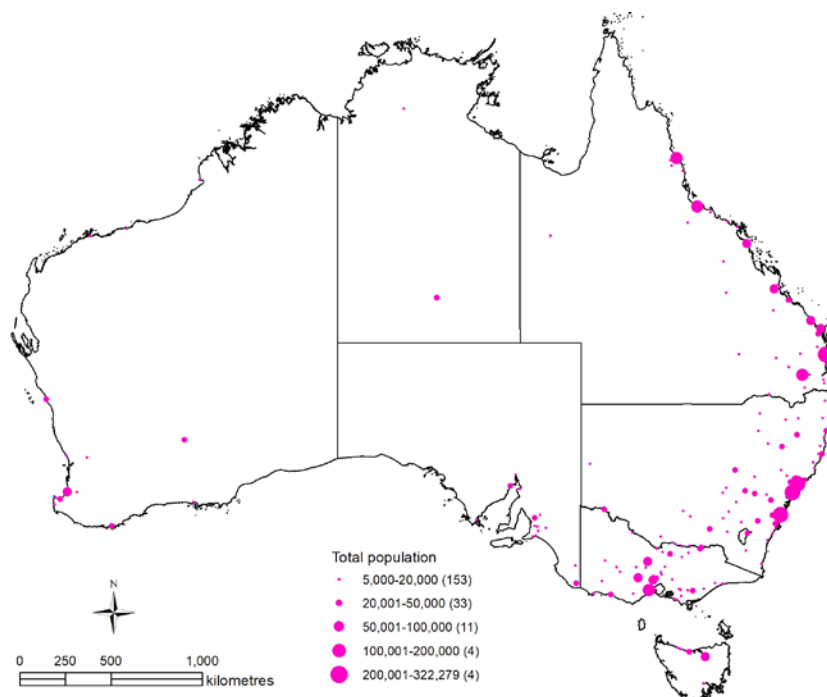 Total population
5,000-20,000 (153)
20,001-50,000 (33)
50,001-100,000 (11)
100,001-200,000 (4)
200,001-322,279 (4)
N
0 250 500 1,000
kilometres